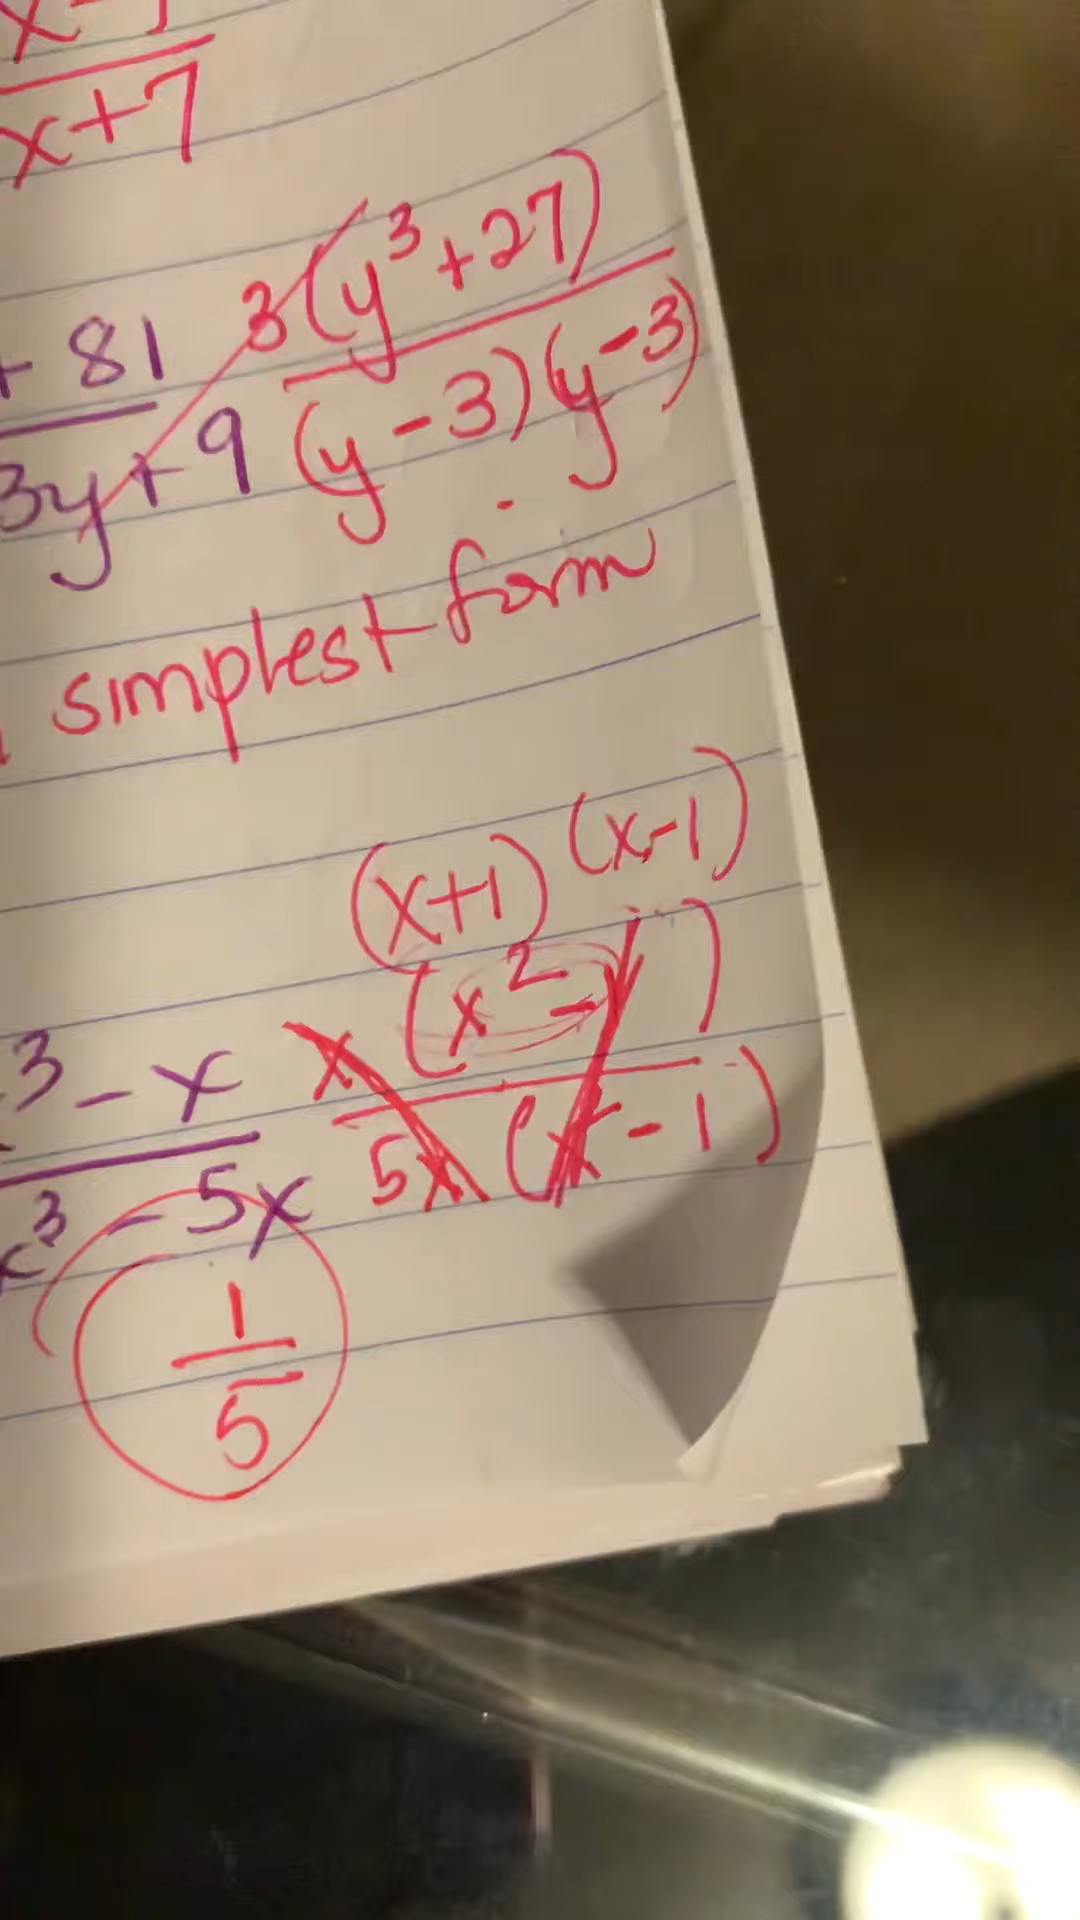 x+7
3(y³+27)
+ 81
(y-3)(y-3)
3y+9
simplest form
(x+1) (x-1)
x (x²-1)
³ - x
5x (x-1)
x³ - 5x
1
5